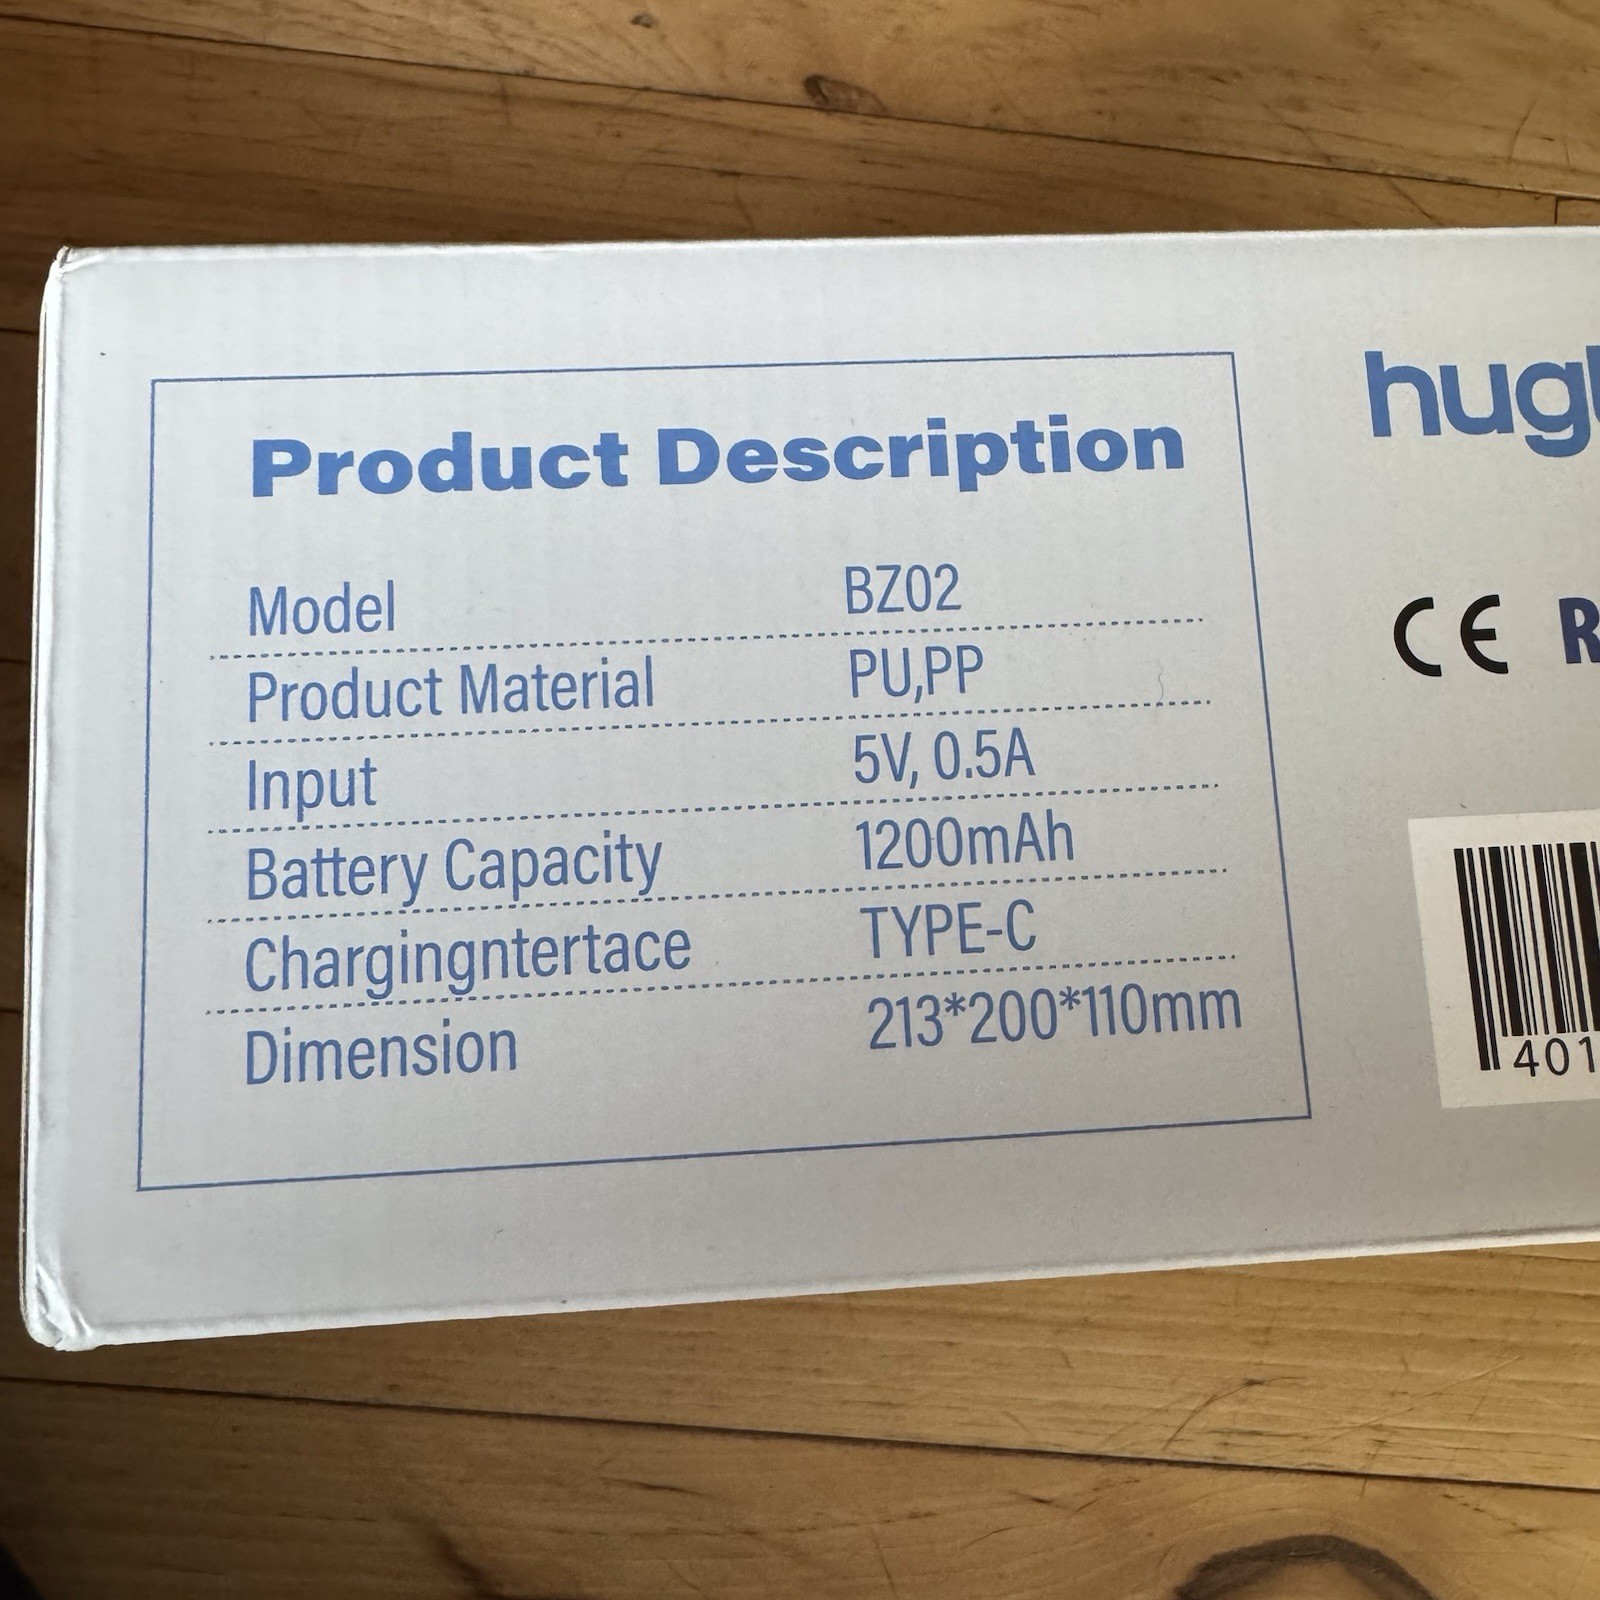 Product Description
Model BZ02
Product Material PU,PP
Input 5V, 0.5A
Battery Capacity 1200mAh
Chargingntertace TYPE-C
Dimension 213*200*110mm
hug
CE R
401